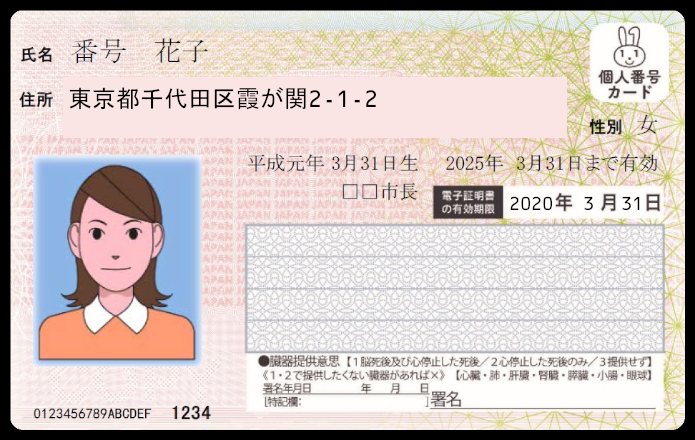 氏名 番号 花子
個人番号
カード
住所 東京都千代田区霞が関2-1-2
性別 女
平成元年 3月31日生 2025年 3月31日まで有効
□□市長
電子証明書
の有効期限 2020年 3月31日
●臓器提供意思【1脳死後及び心停止した死後/2心停止した死後のみ/3提供せず】
《1・2で提供したくない臓器があれば×》【心臓・肺・肝臓・腎臓・膵臓・小腸・眼球】
署名年月日 年 月 日
[特記欄: ] 署名
0123456789ABCDEF 1234